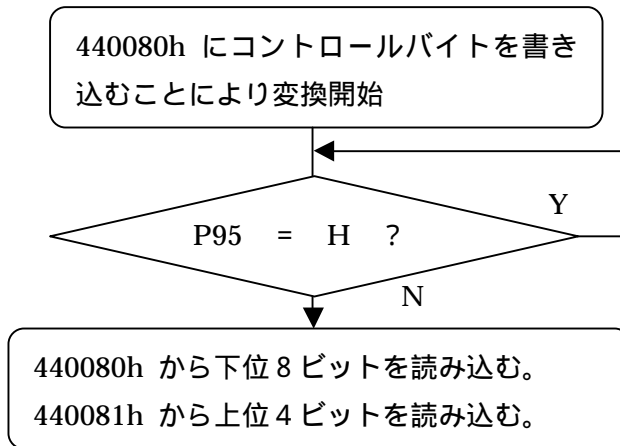 440080h にコントロールバイトを書き
込むことにより変換開始
Y
P95 = H ?
N
440080h から下位8ビットを読み込む。
440081h から上位4ビットを読み込む。